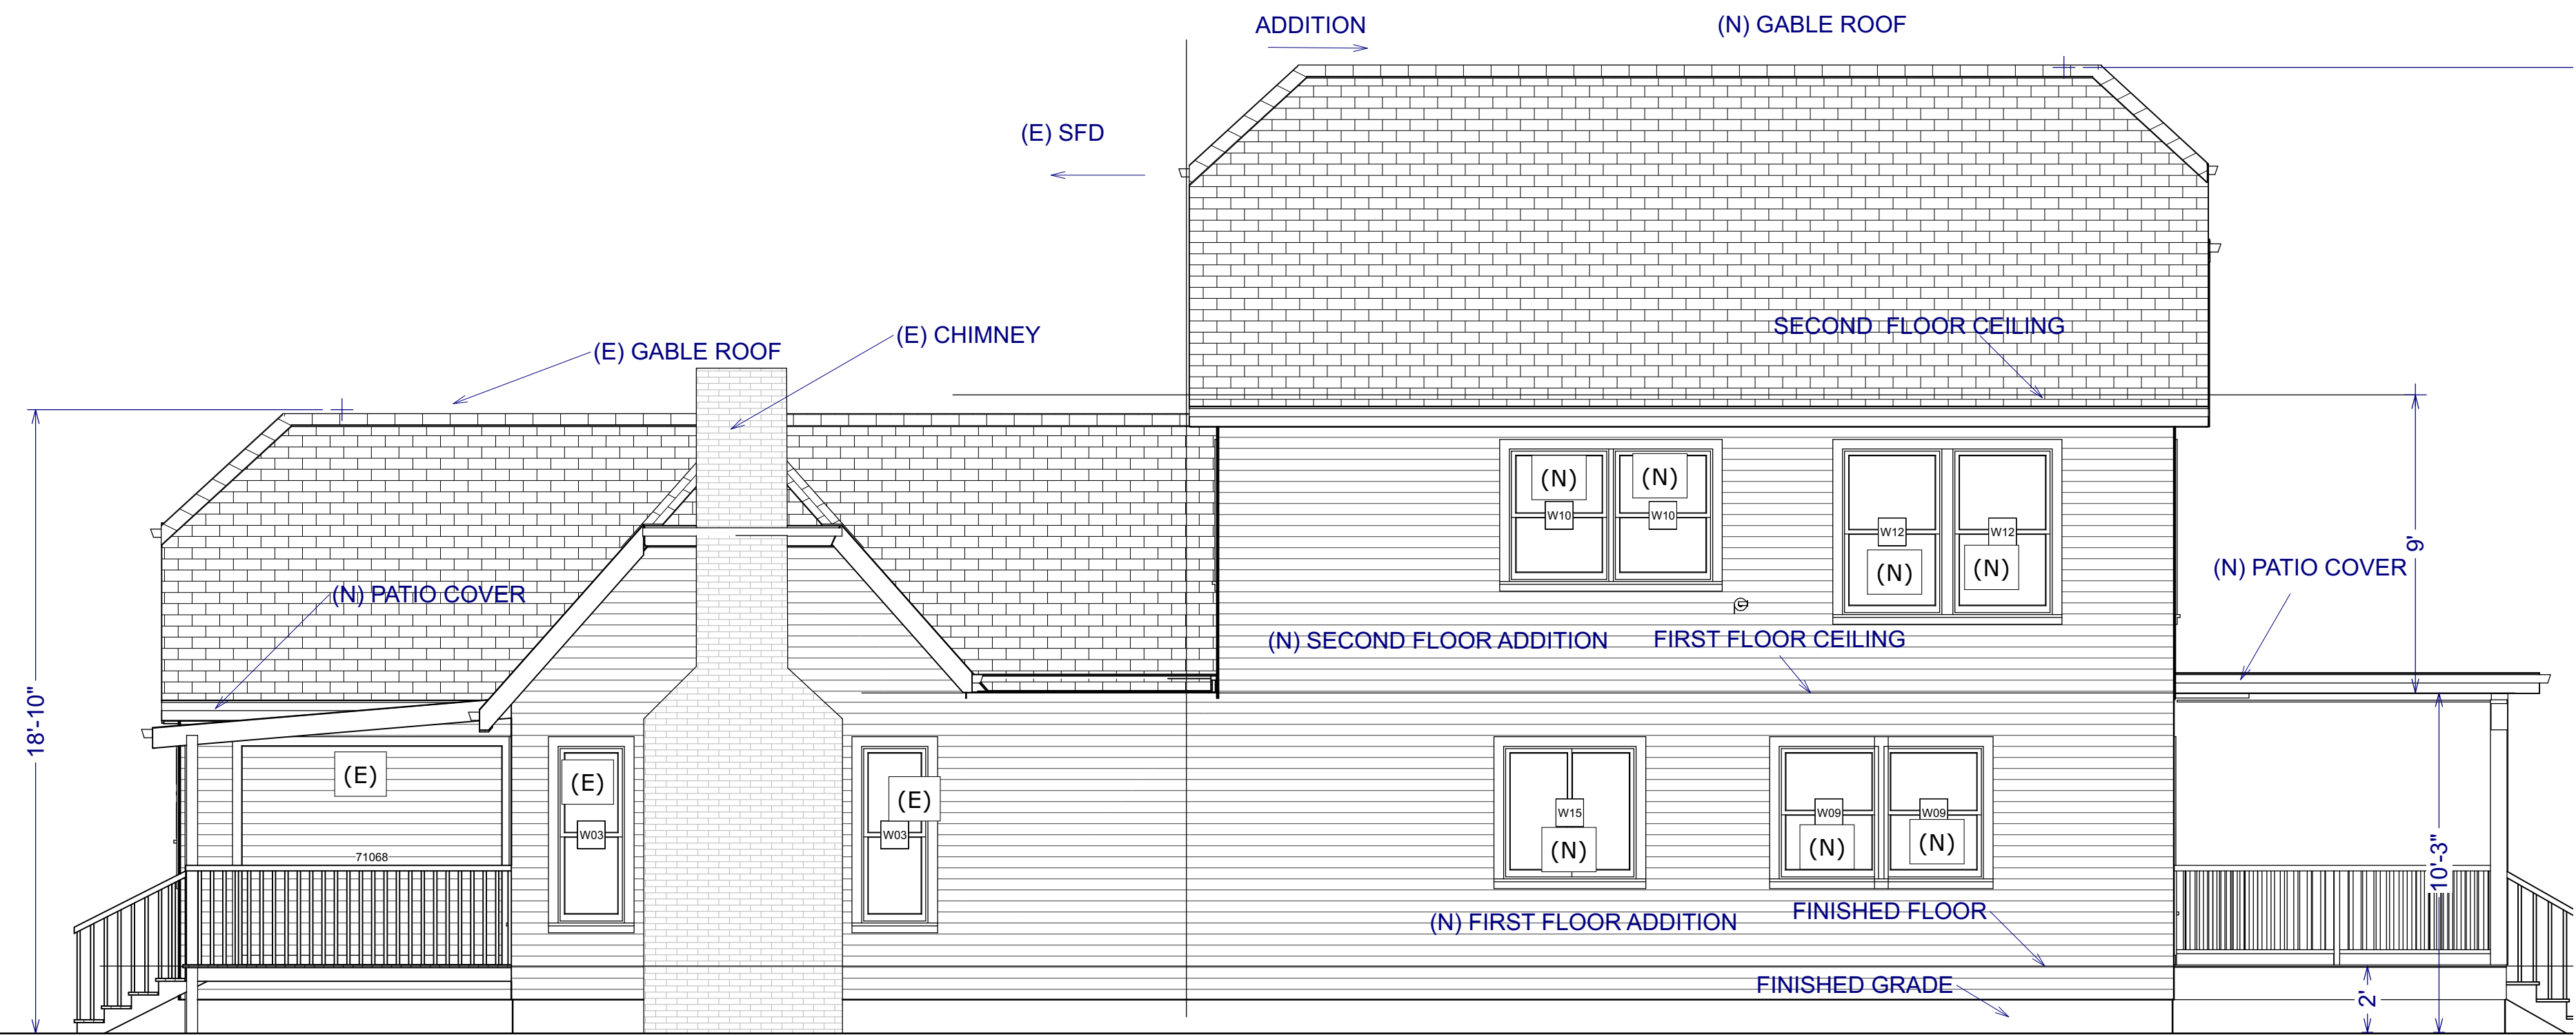 ADDITION
(N) GABLE ROOF
(E) SFD
SECOND FLOOR CEILING
(E) CHIMNEY
(E) GABLE ROOF
(N)
(N)
W10
W10
W12
W12
(N)
(N)
9'
(N) PATIO COVER
(N) PATIO COVER
(N) SECOND FLOOR ADDITION
FIRST FLOOR CEILING
18'-10"
(E)
(E)
(E)
W03
W03
W15
W09
W09
(N)
(N)
(N)
71068
10'-3"
(N) FIRST FLOOR ADDITION
FINISHED FLOOR
FINISHED GRADE
2'